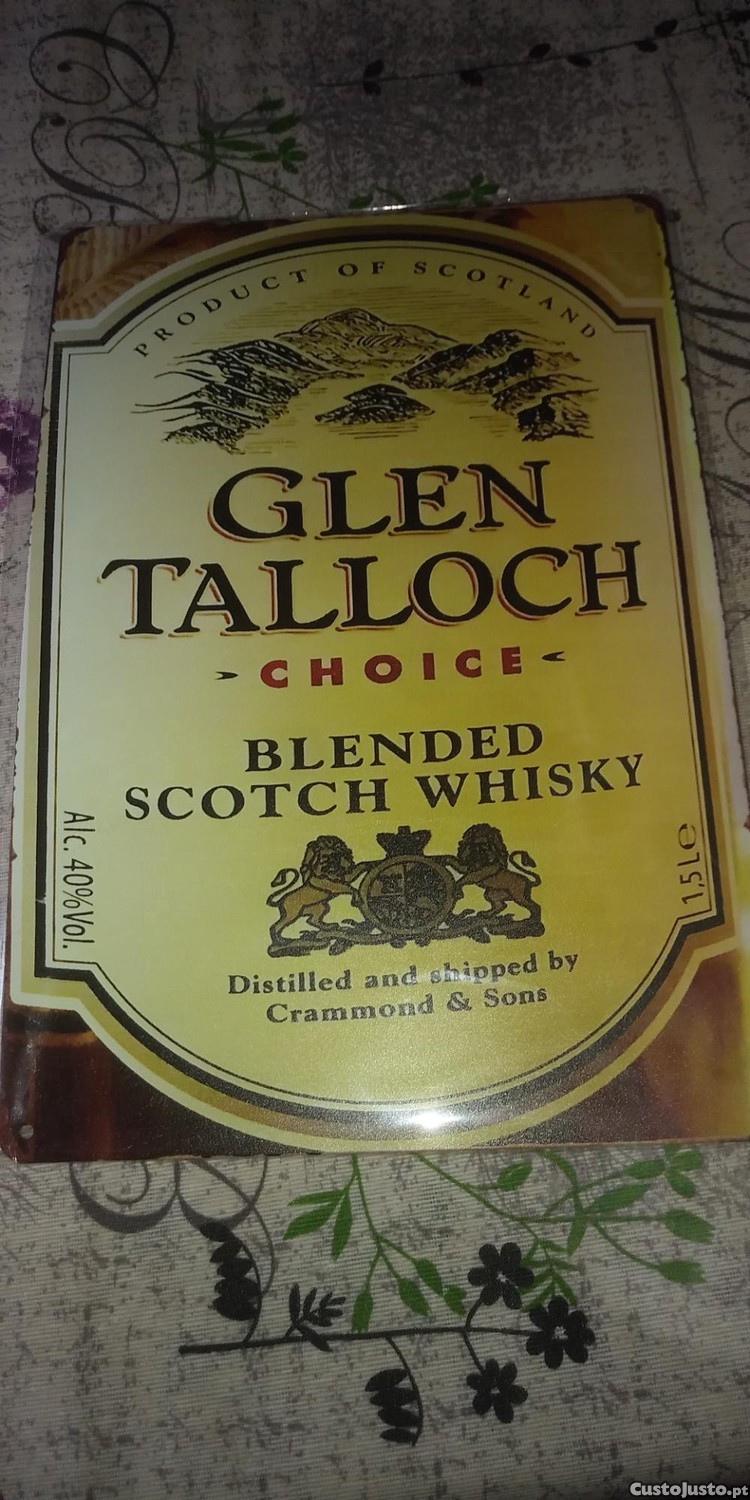 PRODUCT OF SCOTLAND
GLEN
TALLOCH
CHOICE
BLENDED
SCOTCH WHISKY
Alc. 40%Vol.
1,5Le
Distilled and shipped by
Crammond & Sons
CustoJusto.pt